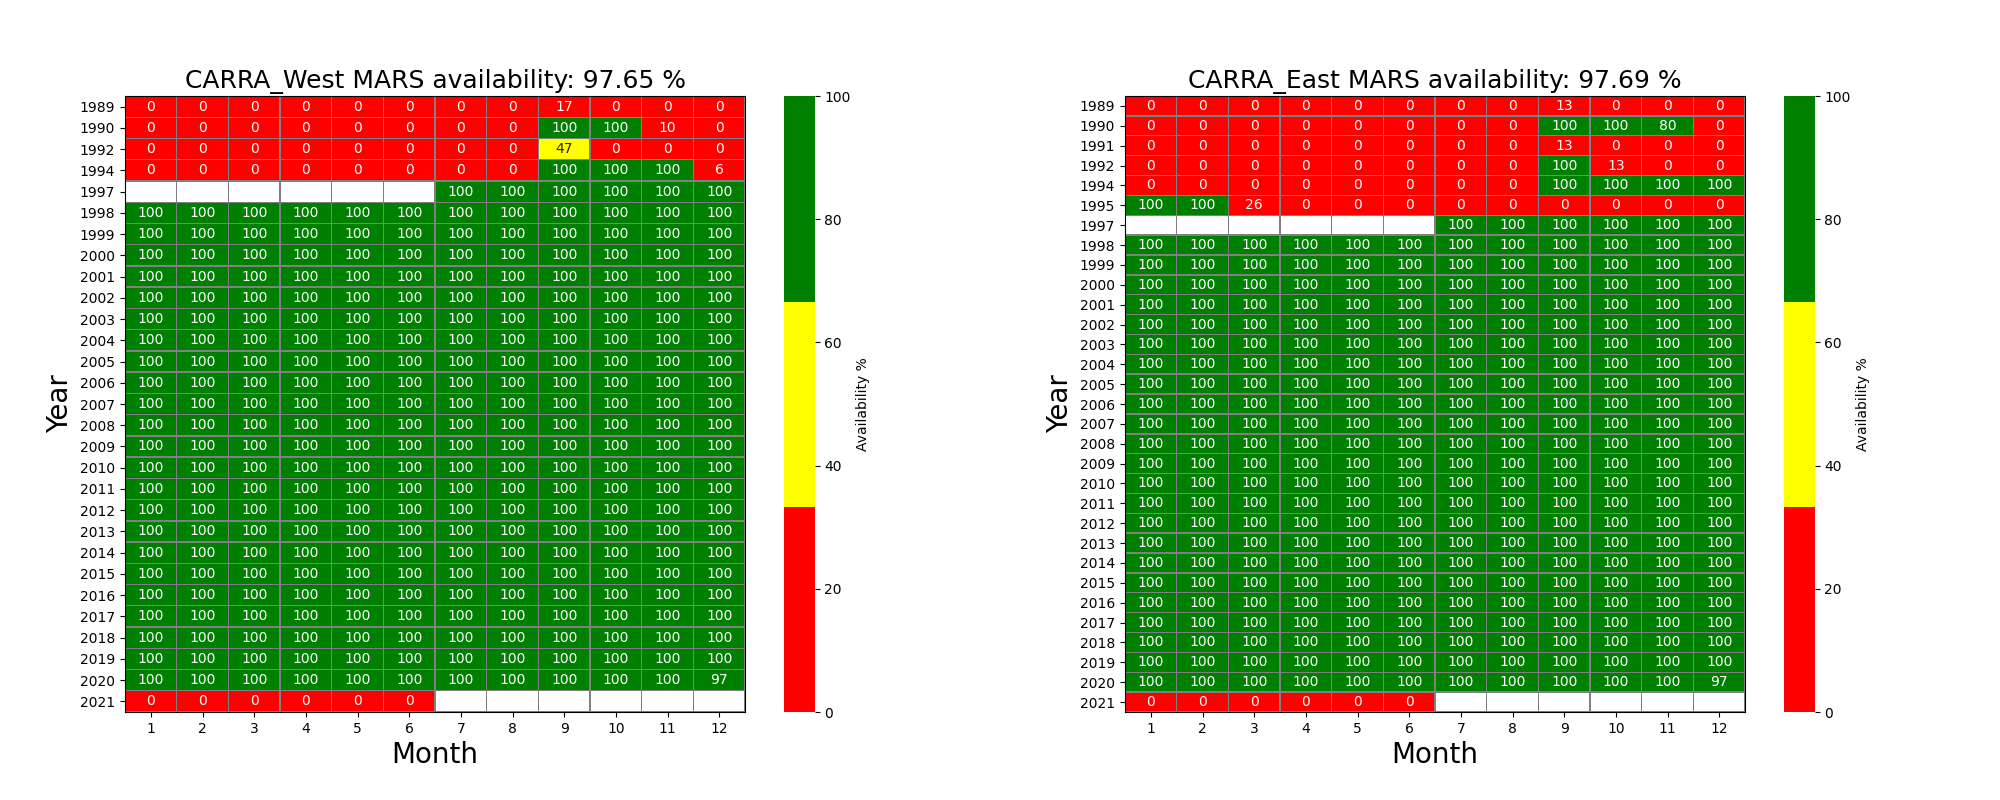 CARRA_West MARS availability: 97.65 %
1989 0 0 0 0 0 0 0 0 17 0 0 0
1990 0 0 0 0 0 0 0 0 100 100 10 0
1992 0 0 0 0 0 0 0 0 47 0 0 0
1994 0 0 0 0 0 0 0 0 100 100 100 6
1997 100 100 100 100 100 100
1998 100 100 100 100 100 100 100 100 100 100 100 100
1999 100 100 100 100 100 100 100 100 100 100 100 100
2000 100 100 100 100 100 100 100 100 100 100 100 100
2001 100 100 100 100 100 100 100 100 100 100 100 100
2002 100 100 100 100 100 100 100 100 100 100 100 100
2003 100 100 100 100 100 100 100 100 100 100 100 100
2004 100 100 100 100 100 100 100 100 100 100 100 100
2005 100 100 100 100 100 100 100 100 100 100 100 100
2006 100 100 100 100 100 100 100 100 100 100 100 100
2007 100 100 100 100 100 100 100 100 100 100 100 100
2008 100 100 100 100 100 100 100 100 100 100 100 100
2009 100 100 100 100 100 100 100 100 100 100 100 100
2010 100 100 100 100 100 100 100 100 100 100 100 100
2011 100 100 100 100 100 100 100 100 100 100 100 100
2012 100 100 100 100 100 100 100 100 100 100 100 100
2013 100 100 100 100 100 100 100 100 100 100 100 100
2014 100 100 100 100 100 100 100 100 100 100 100 100
2015 100 100 100 100 100 100 100 100 100 100 100 100
2016 100 100 100 100 100 100 100 100 100 100 100 100
2017 100 100 100 100 100 100 100 100 100 100 100 100
2018 100 100 100 100 100 100 100 100 100 100 100 100
2019 100 100 100 100 100 100 100 100 100 100 100 100
2020 100 100 100 100 100 100 100 100 100 100 100 97
2021 0 0 0 0 0 0
1 2 3 4 5 6 7 8 9 10 11 12
Month
Year
100
80
60
40
20
0
Availability %
CARRA_East MARS availability: 97.69 %
1989 0 0 0 0 0 0 0 0 13 0 0 0
1990 0 0 0 0 0 0 0 0 100 100 80 0
1991 0 0 0 0 0 0 0 0 13 0 0 0
1992 0 0 0 0 0 0 0 0 100 13 0 0
1994 0 0 0 0 0 0 0 0 100 100 100 100
1995 100 100 26 0 0 0 0 0 0 0 0 0
1997 100 100 100 100 100 100
1998 100 100 100 100 100 100 100 100 100 100 100 100
1999 100 100 100 100 100 100 100 100 100 100 100 100
2000 100 100 100 100 100 100 100 100 100 100 100 100
2001 100 100 100 100 100 100 100 100 100 100 100 100
2002 100 100 100 100 100 100 100 100 100 100 100 100
2003 100 100 100 100 100 100 100 100 100 100 100 100
2004 100 100 100 100 100 100 100 100 100 100 100 100
2005 100 100 100 100 100 100 100 100 100 100 100 100
2006 100 100 100 100 100 100 100 100 100 100 100 100
2007 100 100 100 100 100 100 100 100 100 100 100 100
2008 100 100 100 100 100 100 100 100 100 100 100 100
2009 100 100 100 100 100 100 100 100 100 100 100 100
2010 100 100 100 100 100 100 100 100 100 100 100 100
2011 100 100 100 100 100 100 100 100 100 100 100 100
2012 100 100 100 100 100 100 100 100 100 100 100 100
2013 100 100 100 100 100 100 100 100 100 100 100 100
2014 100 100 100 100 100 100 100 100 100 100 100 100
2015 100 100 100 100 100 100 100 100 100 100 100 100
2016 100 100 100 100 100 100 100 100 100 100 100 100
2017 100 100 100 100 100 100 100 100 100 100 100 100
2018 100 100 100 100 100 100 100 100 100 100 100 100
2019 100 100 100 100 100 100 100 100 100 100 100 100
2020 100 100 100 100 100 100 100 100 100 100 100 97
2021 0 0 0 0 0 0
1 2 3 4 5 6 7 8 9 10 11 12
Month
Year
100
80
60
40
20
0
Availability %